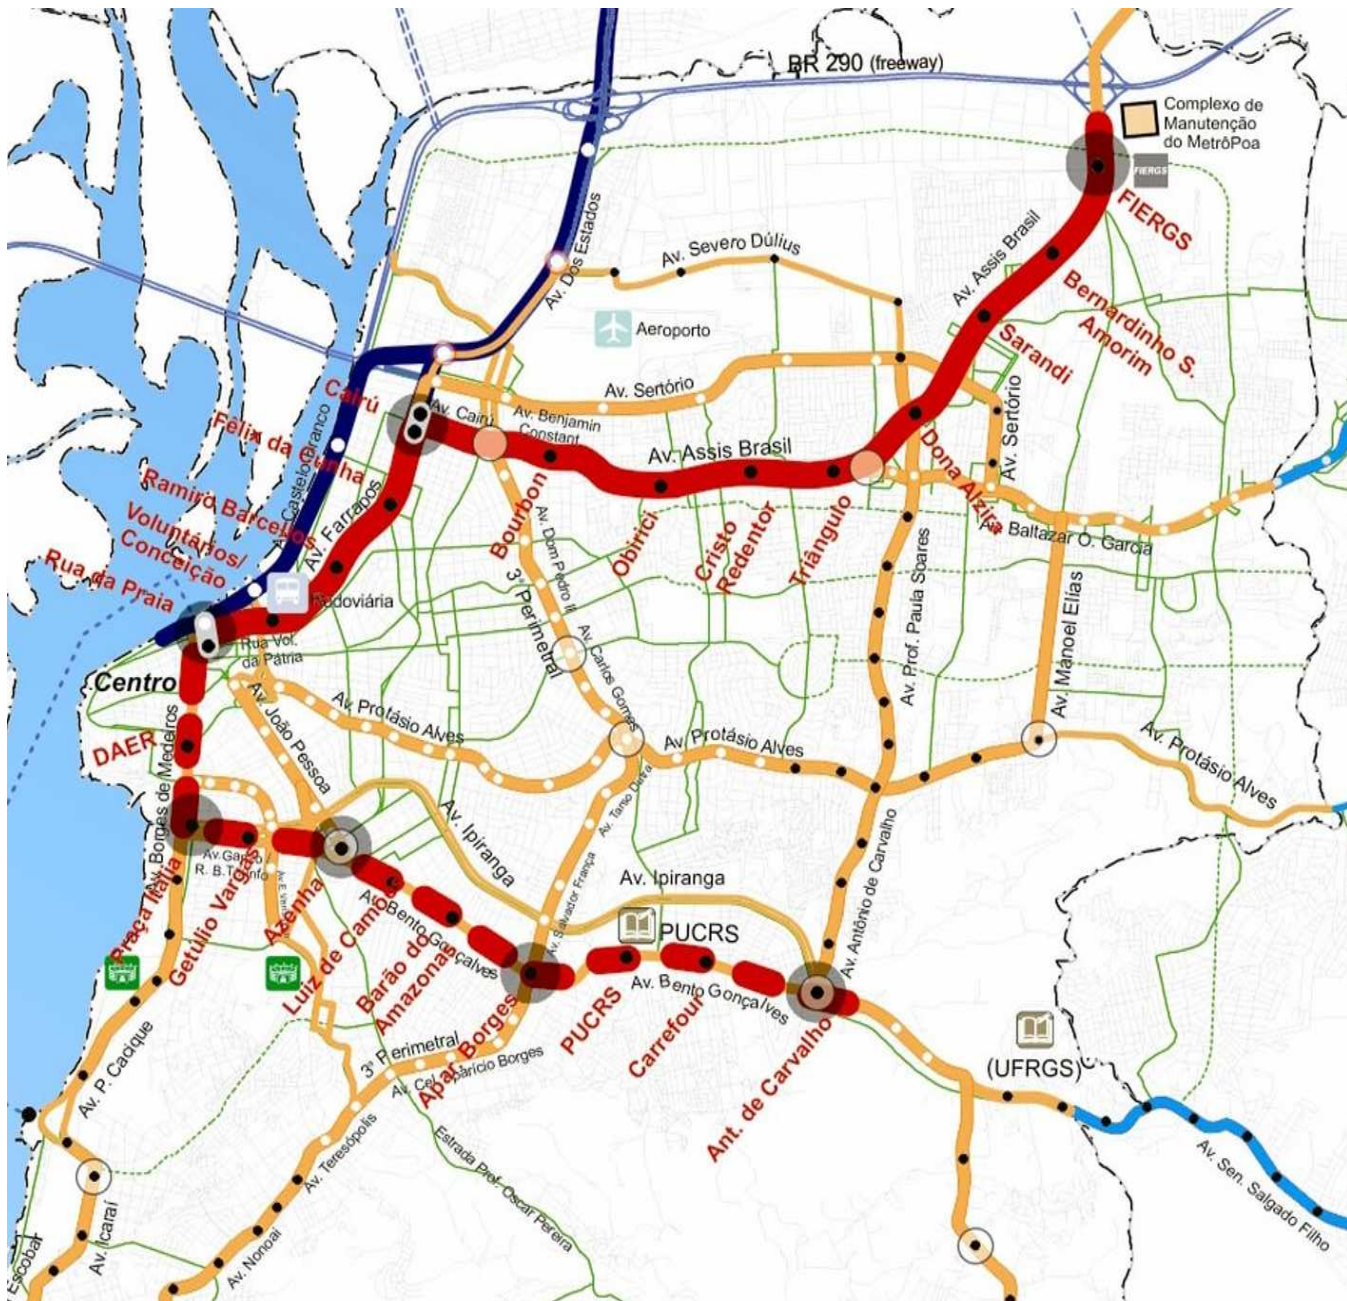 BR 290 (freeway)
Complexo de
Manutenção
do MetrôPoa
FIERGS
FIERGS
Av. Dos Estados
Av. Severo Dúlius
Av. Assis Brasil
Bernardinho S.
Amorim
Sarandi
Aeroporto
Cairú
Av. Cairú
Av. Benjamin
Constant
Av. Sertório
Av. Sertório
Castelo Branco
Félix da Cunha
Av. Farrapos
Ramiro Barcellos
Voluntários/
Conceição
Rua da Praia
Rodoviária
Rua Vol.
da Pátria
Av. Assis Brasil
Bourbon
Obirici
Cristo
Redentor
Triângulo
Dona Alzira
Av. Baltazar O. Garcia
Av. Dom Pedro II
3ª Perimetral
Av. Carlos Gomes
Av. Prof. Paula Soares
Av. Manoel Elias
Centro
DAER
Av. Borges de Medeiros
Av. João Pessoa
Av. Protásio Alves
Av. Protásio Alves
Av. Protásio Alves
Av. Ipiranga
Av. Ipiranga
Av. Salvador França
Av. Antônio de Carvalho
Praça Itália
Getúlio Vargas
Azenha
Luiz de Camões
Av. Bento Gonçalves
Barão do
Amazonas
Apar. Borges
PUCRS
PUCRS
Av. Bento Gonçalves
Carrefour
Ant. de Carvalho
(UFRGS)
Av. P. Cacique
3ª Perimetral
Av. Cel. Aparício Borges
Av. Teresópolis
Estrada Prof. Oscar Pereira
Av. Nonoai
Av. Icaraí
Escobar
Av. Sen. Salgado Filho